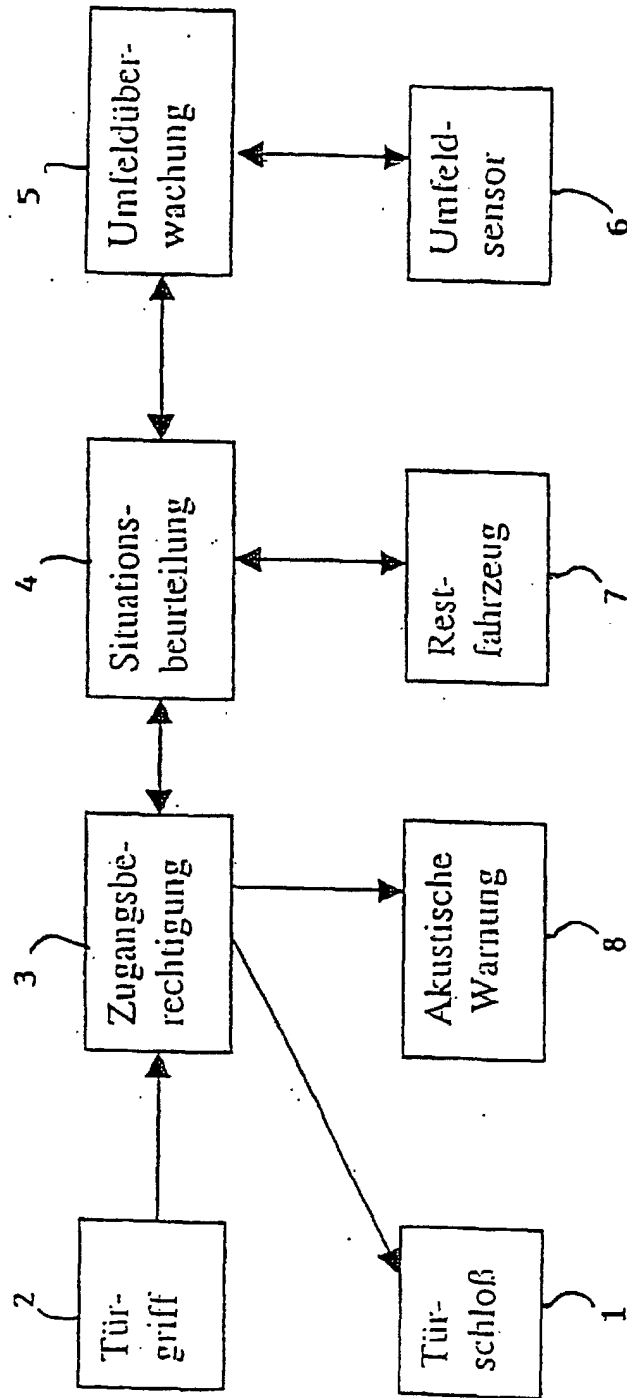 2
Tür-
griff
3
Zugangsbe-
rechtigung
4
Situations-
beurteilung
5
Umfeldüber-
wachung
Tür-
schloß
1
Akustische
Warnung
8
Rest-
fahrzeug
7
Umfeld-
sensor
6